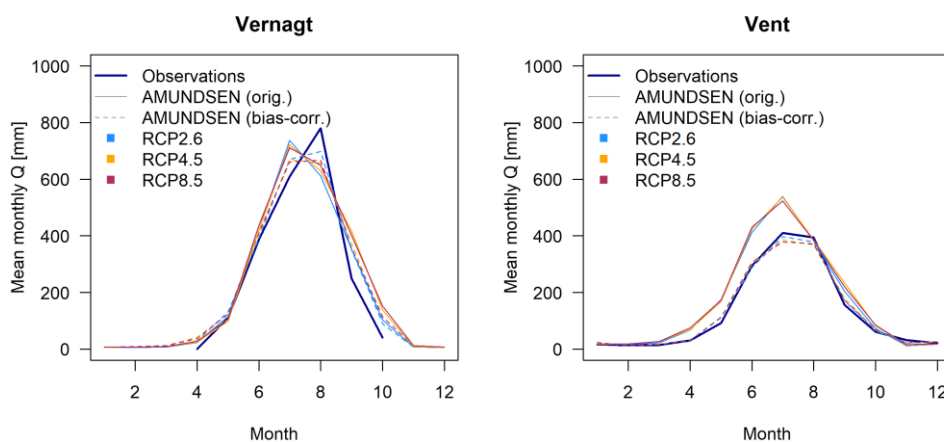 Vernagt
Mean monthly Q [mm]
1000
800
600
400
200
0
Observations
AMUNDSEN (orig.)
AMUNDSEN (bias-corr.)
RCP2.6
RCP4.5
RCP8.5
2 4 6 8 10 12
Month
Vent
Mean monthly Q [mm]
1000
800
600
400
200
0
Observations
AMUNDSEN (orig.)
AMUNDSEN (bias-corr.)
RCP2.6
RCP4.5
RCP8.5
2 4 6 8 10 12
Month